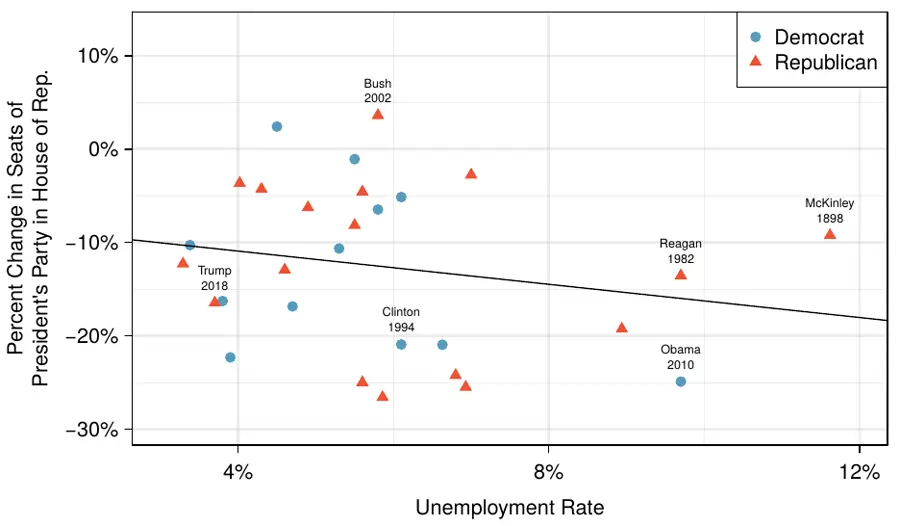 Percent Change in Seats of
President's Party in House of Rep.
10%
0%
−10%
−20%
−30%
Democrat
Republican
Bush
2002
McKinley
1898
Reagan
1982
Trump
2018
Clinton
1994
Obama
2010
4%
8%
12%
Unemployment Rate